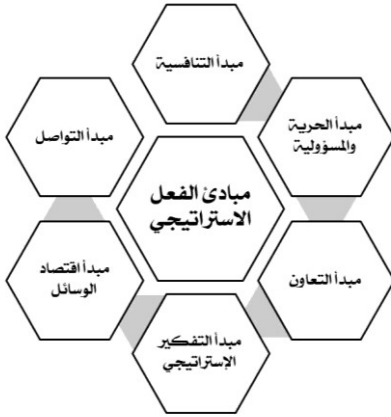 مبدأ التنافسية
مبدأ الحرية
والمسؤولية
مبدأ التواصل
مبادئ الفعل
الاستراتيجي
مبدأ التعاون
مبدأ اقتصاد
الوسائل
مبدأ التفكير
الإستراتيجي